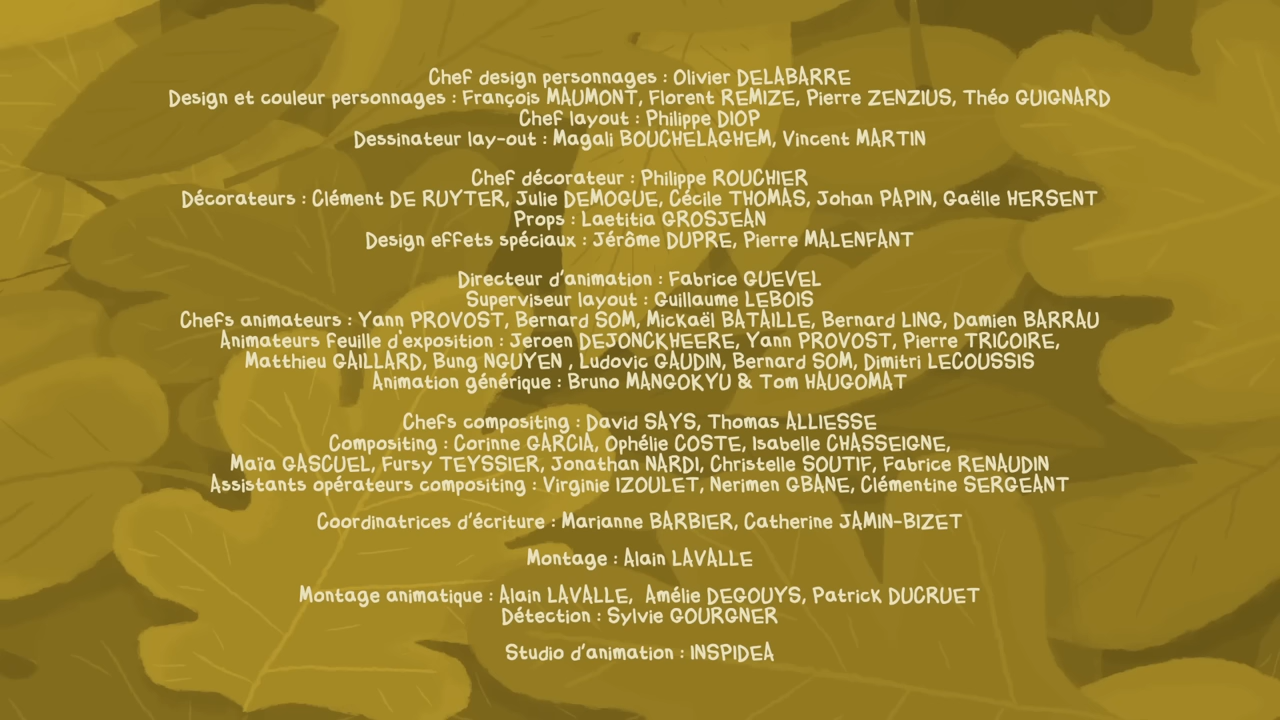 Chef design personnages : Olivier DELABARRE
Design et couleur personnages : François MAUMONT, Florent REMIZE, Pierre ZENZIUS, Théo GUIGNARD
Chef layout : Philippe DIOP
Dessinateur lay-out : Magali BOUCHELAGHEM, Vincent MARTIN
Chef décorateur : Philippe ROUCHIER
Décorateurs : Clément DE RUYTER, Julie DEMOGUE, Cécile THOMAS, Johan PAPIN, Gaëlle HERSENT
Props : Laetitia GROSJEAN
Design effets spéciaux : Jérôme DUPRE, Pierre MALENFANT
Directeur d'animation : Fabrice GUEVEL
Superviseur layout : Guillaume LEBOIS
Chefs animateurs : Yann PROVOST, Bernard SOM, Mickaël BATAILLE, Bernard LING, Damien BARRAU
Animateurs feuille d'exposition : Jeroen DEJONCKHEERE, Yann PROVOST, Pierre TRICOIRE,
Matthieu GAILLARD, Bung NGUYEN , Ludovic GAUDIN, Bernard SOM, Dimitri LECOUSSIS
Animation générique : Bruno MANGOKYU & Tom HAUGOMAT
Chefs compositing : David SAYS, Thomas ALLIESSE
Compositing : Corinne GARCIA, Ophélie COSTE, Isabelle CHASSEIGNE,
Maïa GASCUEL, Fursy TEYSSIER, Jonathan NARDI, Christelle SOUTIF, Fabrice RENAUDIN
Assistants opérateurs compositing : Virginie IZOULET, Nerimen GBANE, Clémentine SERGEANT
Coordinatrices d'écriture : Marianne BARBIER, Catherine JAMIN-BIZET
Montage : Alain LAVALLE
Montage animatique : Alain LAVALLE, Amélie DEGOUYS, Patrick DUCRUET
Détection : Sylvie GOURGNER
Studio d'animation : INSPIDEA